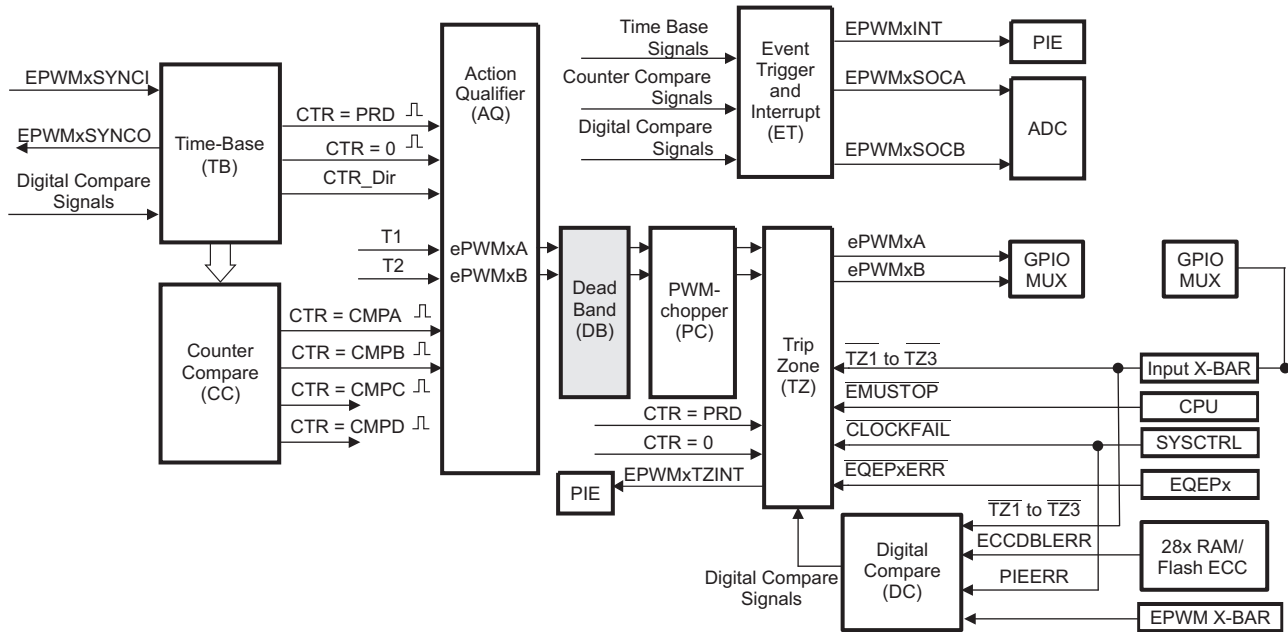 EPWMxSYNCI
EPWMxSYNCO
Digital Compare
Signals
Time-Base
(TB)
CTR = PRD
CTR = 0
CTR_Dir
T1
T2
Counter
Compare
(CC)
CTR = CMPA
CTR = CMPB
CTR = CMPC
CTR = CMPD
Action
Qualifier
(AQ)
ePWMxA
ePWMxB
Time Base
Signals
Counter Compare
Signals
Digital Compare
Signals
Event
Trigger
and
Interrupt
(ET)
EPWMxINT
EPWMxSOCA
EPWMxSOCB
PIE
ADC
Dead
Band
(DB)
PWM-
chopper
(PC)
Trip
Zone
(TZ)
ePWMxA
ePWMxB
GPIO
MUX
GPIO
MUX
TZ1 to TZ3
EMUSTOP
CLOCKFAIL
EQEPxERR
Input X-BAR
CPU
SYSCTRL
EQEPx
CTR = PRD
CTR = 0
EPWMxTZINT
PIE
Digital Compare
Signals
Digital
Compare
(DC)
TZ1 to TZ3
ECCDBLERR
PIEERR
28x RAM/
Flash ECC
EPWM X-BAR